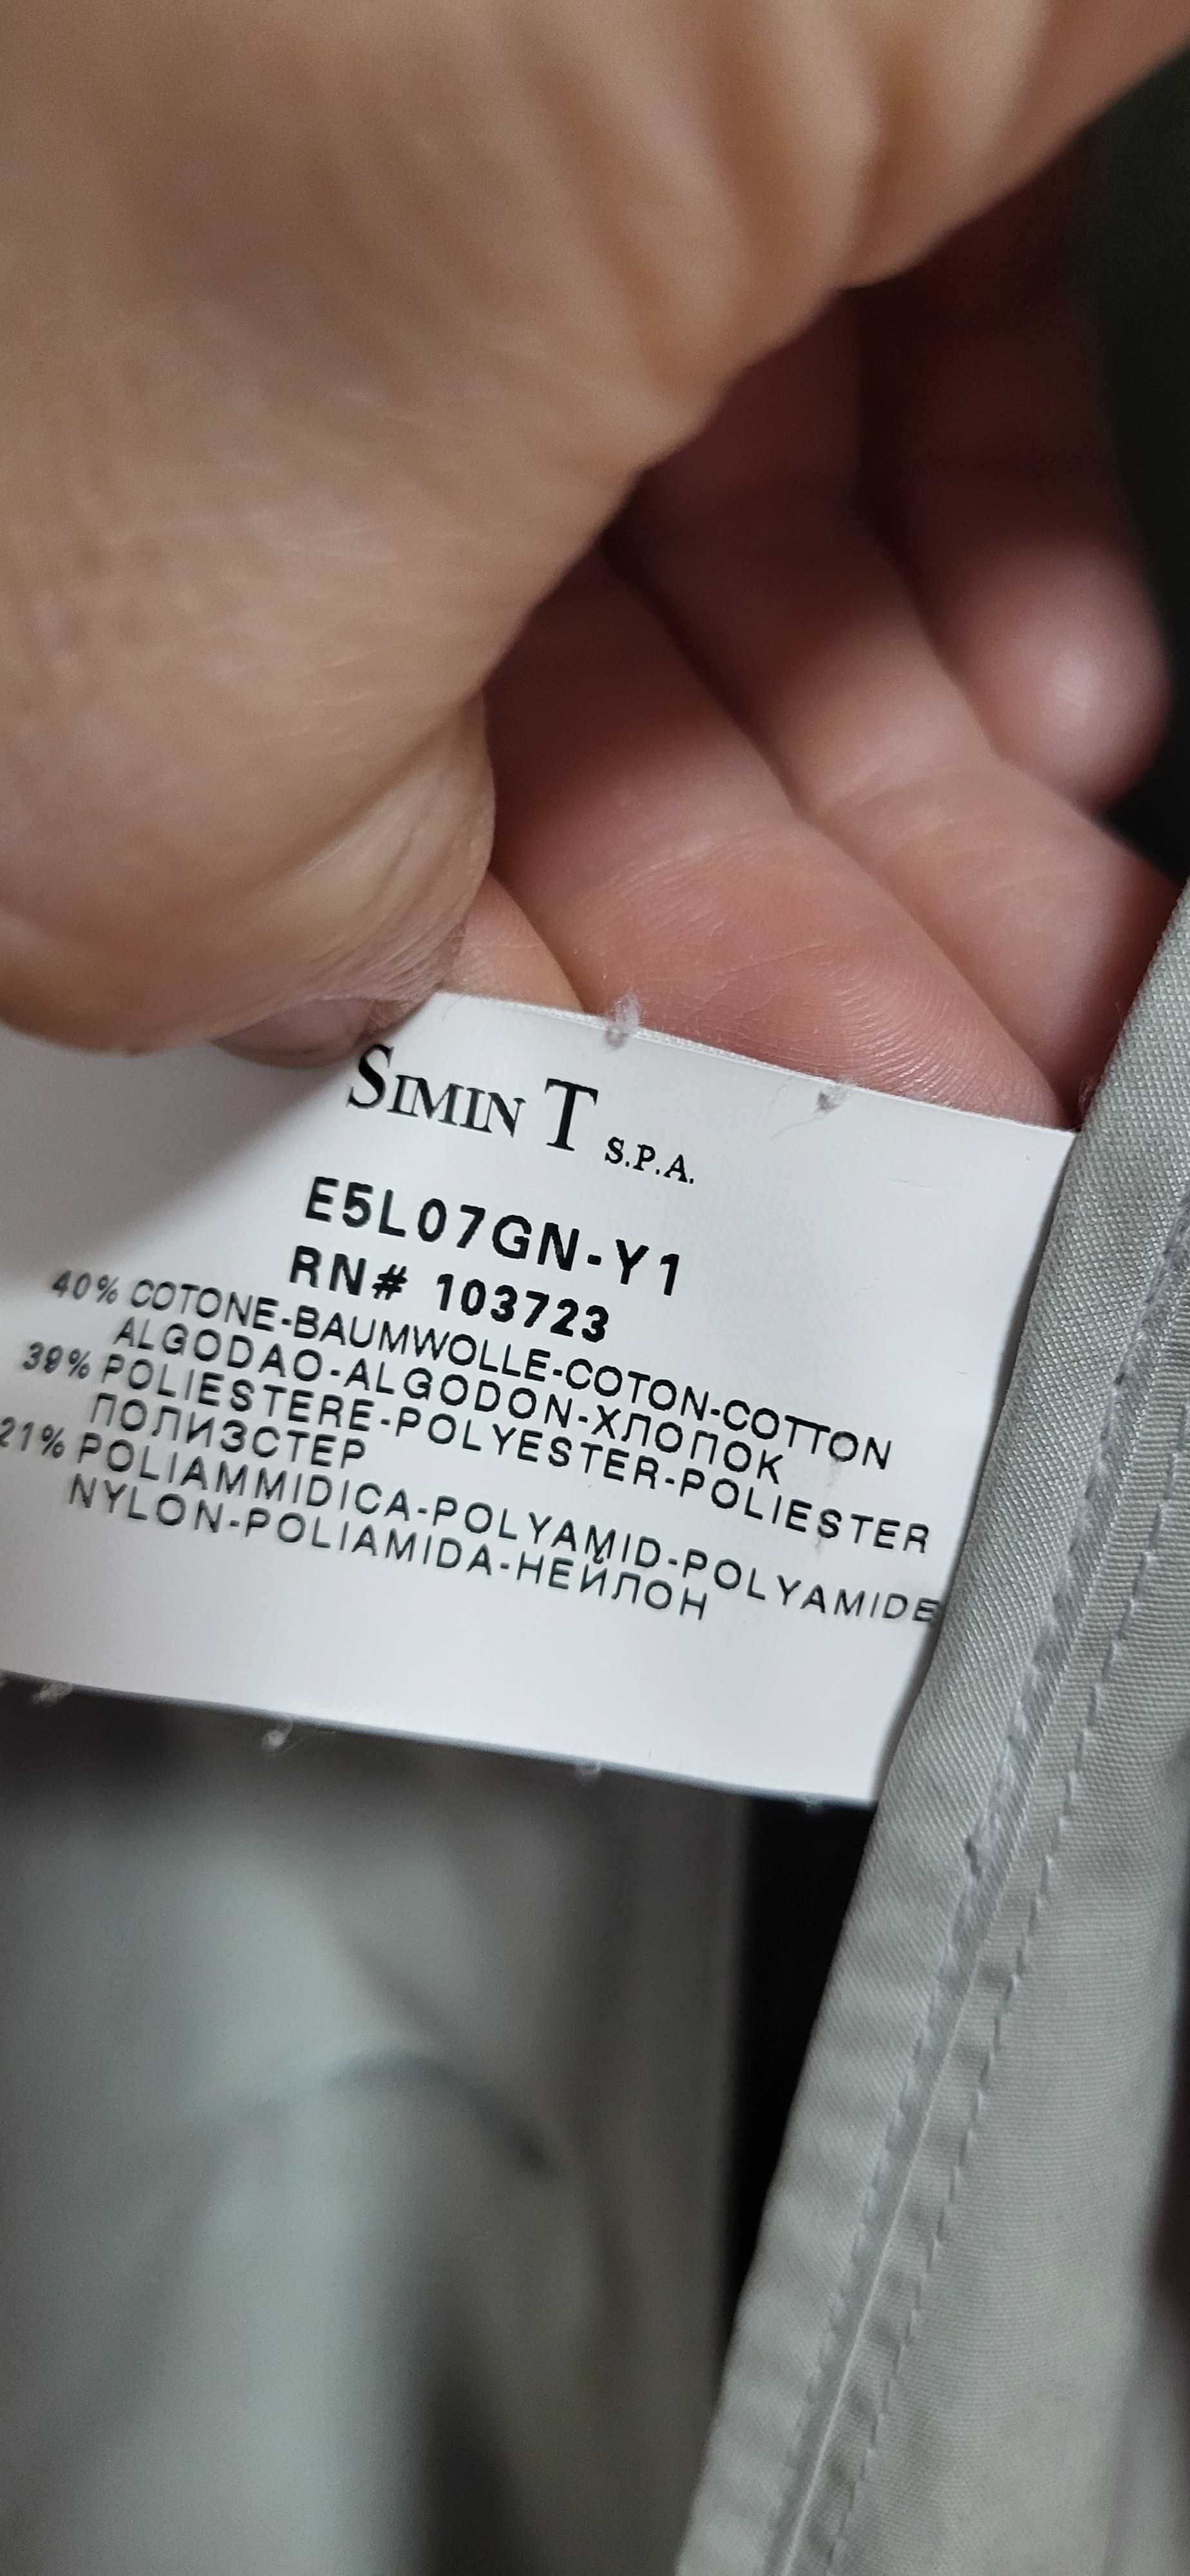 SIMIN T S.P.A.
E5L07GN-Y1
RN# 103723
40% COTONE-BAUMWOLLE-COTON-COTTON
ALGODAO-ALGODON-ХЛОПОК
39% POLIESTERE-POLYESTER-POLIESTER
ПОЛИЗСТЕР
21% POLIAMMIDICA-POLYAMID-POLYAMIDE
NYLON-POLIAMIDA-НЕЙЛОН